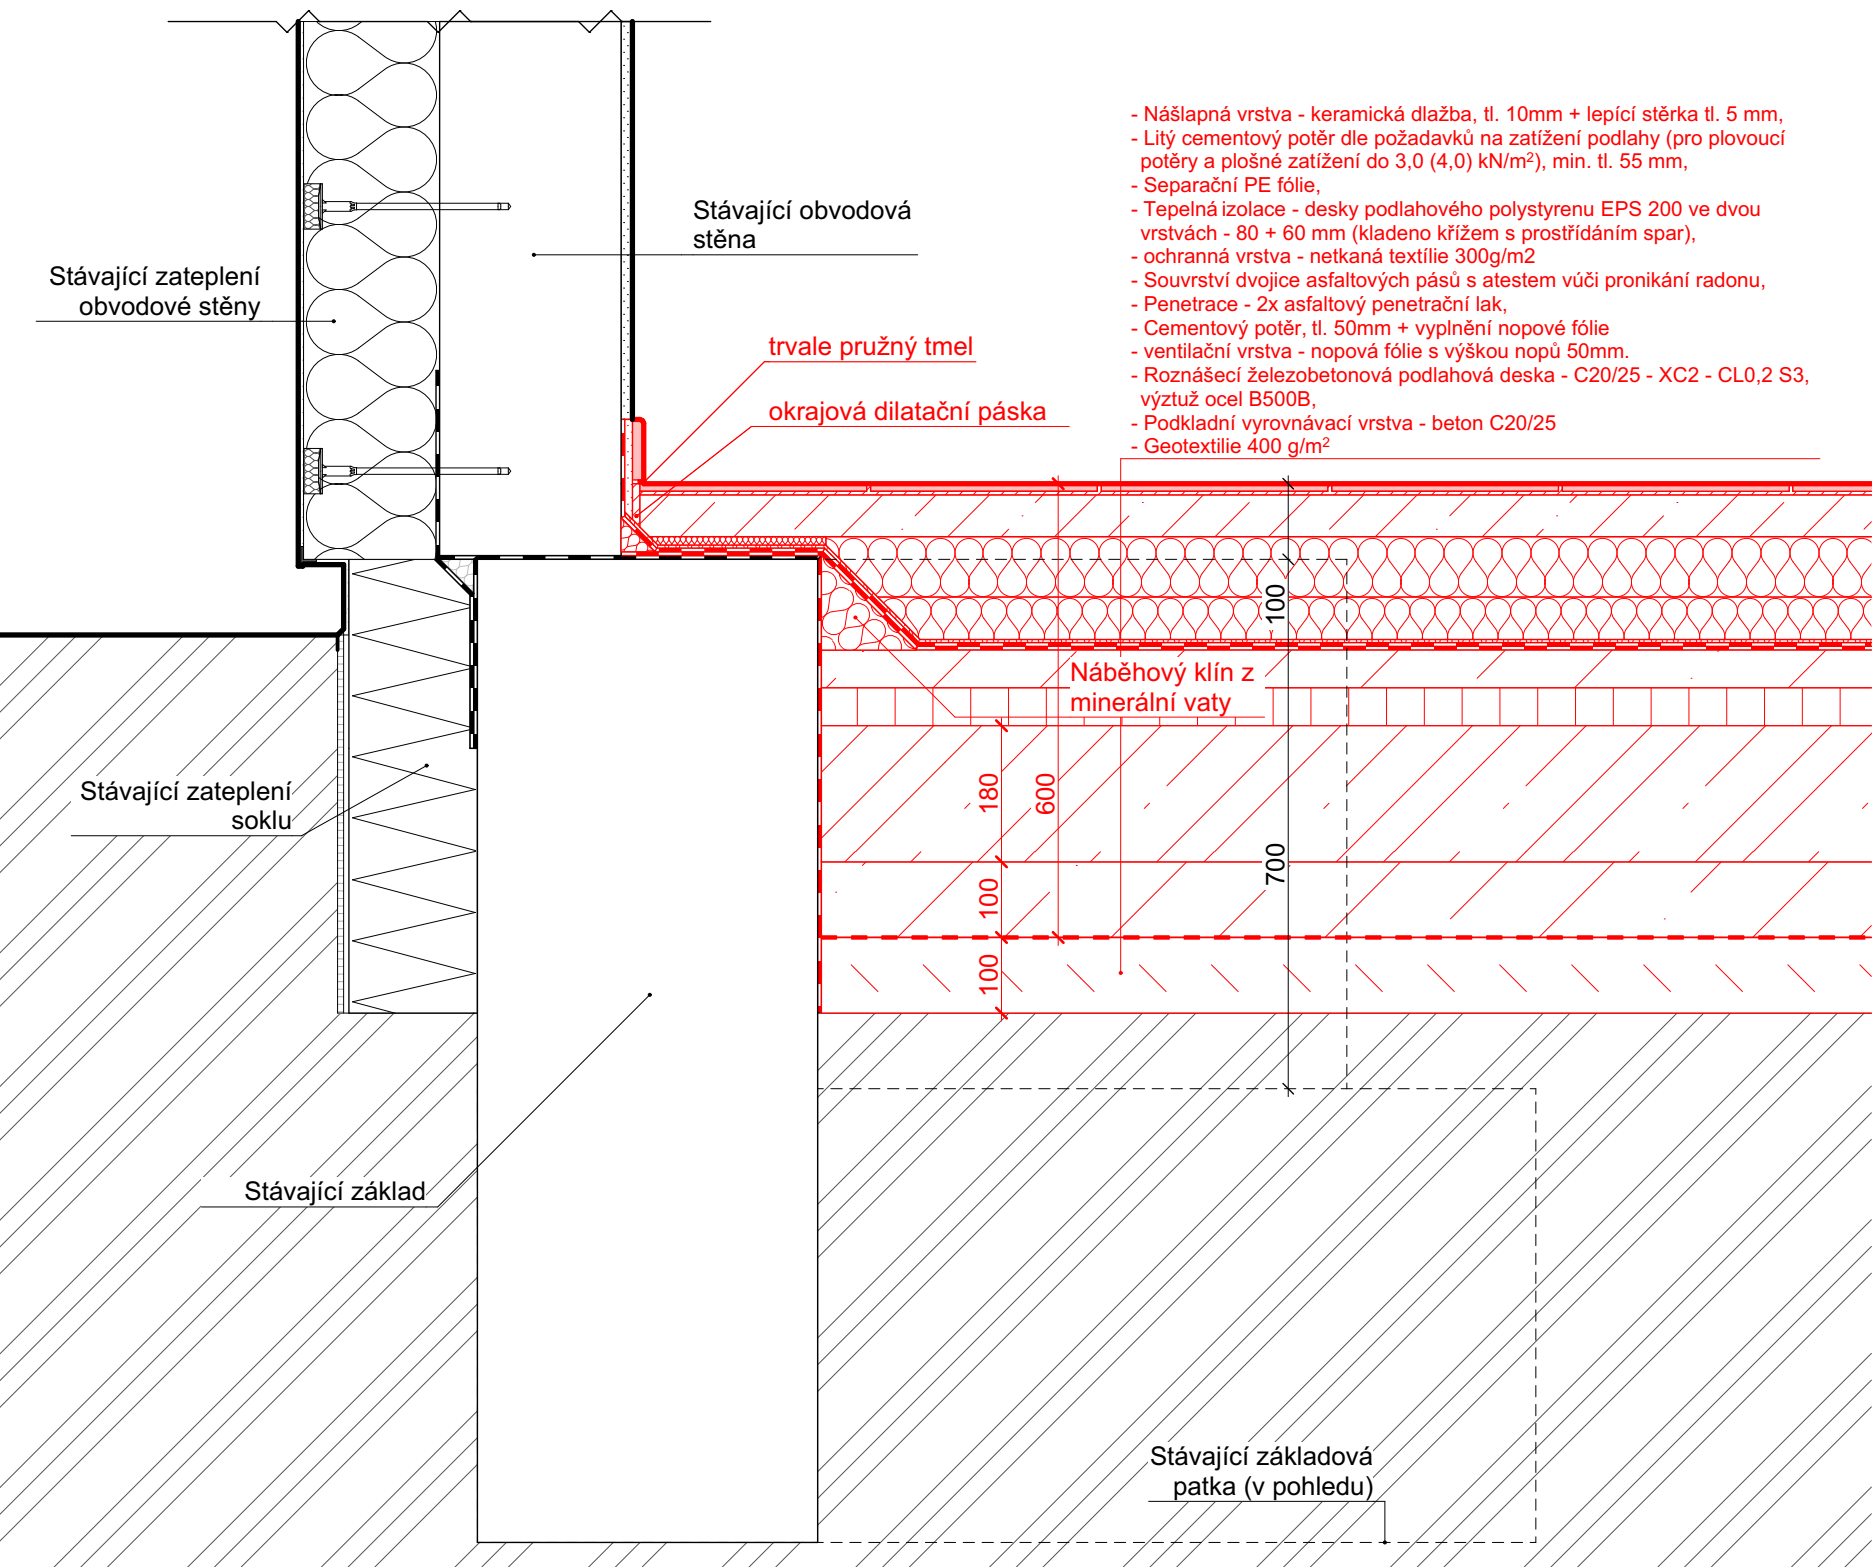 - Nášlapná vrstva - keramická dlažba, tl. 10mm + lepící stěrka tl. 5 mm,
- Litý cementový potěr dle požadavků na zatížení podlahy (pro plovoucí
potěry a plošné zatížení do 3,0 (4,0) kN/m²), min. tl. 55 mm,
- Separační PE fólie,
- Tepelná izolace - desky podlahového polystyrenu EPS 200 ve dvou
vrstvách - 80 + 60 mm (kladeno křížem s prostřídáním spar),
- ochranná vrstva - netkaná textílie 300g/m2
- Souvrství dvojice asfaltových pásů s atestem vúči pronikání radonu,
- Penetrace - 2x asfaltový penetrační lak,
- Cementový potěr, tl. 50mm + vyplnění nopové fólie
- ventilační vrstva - nopová fólie s výškou nopů 50mm.
- Roznášecí železobetonová podlahová deska - C20/25 - XC2 - CL0,2 S3,
výztuž ocel B500B,
- Podkladní vyrovnávací vrstva - beton C20/25
- Geotextilie 400 g/m²
Stávající obvodová
stěna
Stávající zateplení
obvodové stěny
trvale pružný tmel
okrajová dilatační páska
100
Náběhový klín z
minerální vaty
180
600
700
100
100
Stávající zateplení
soklu
Stávající základ
Stávající základová
patka (v pohledu)